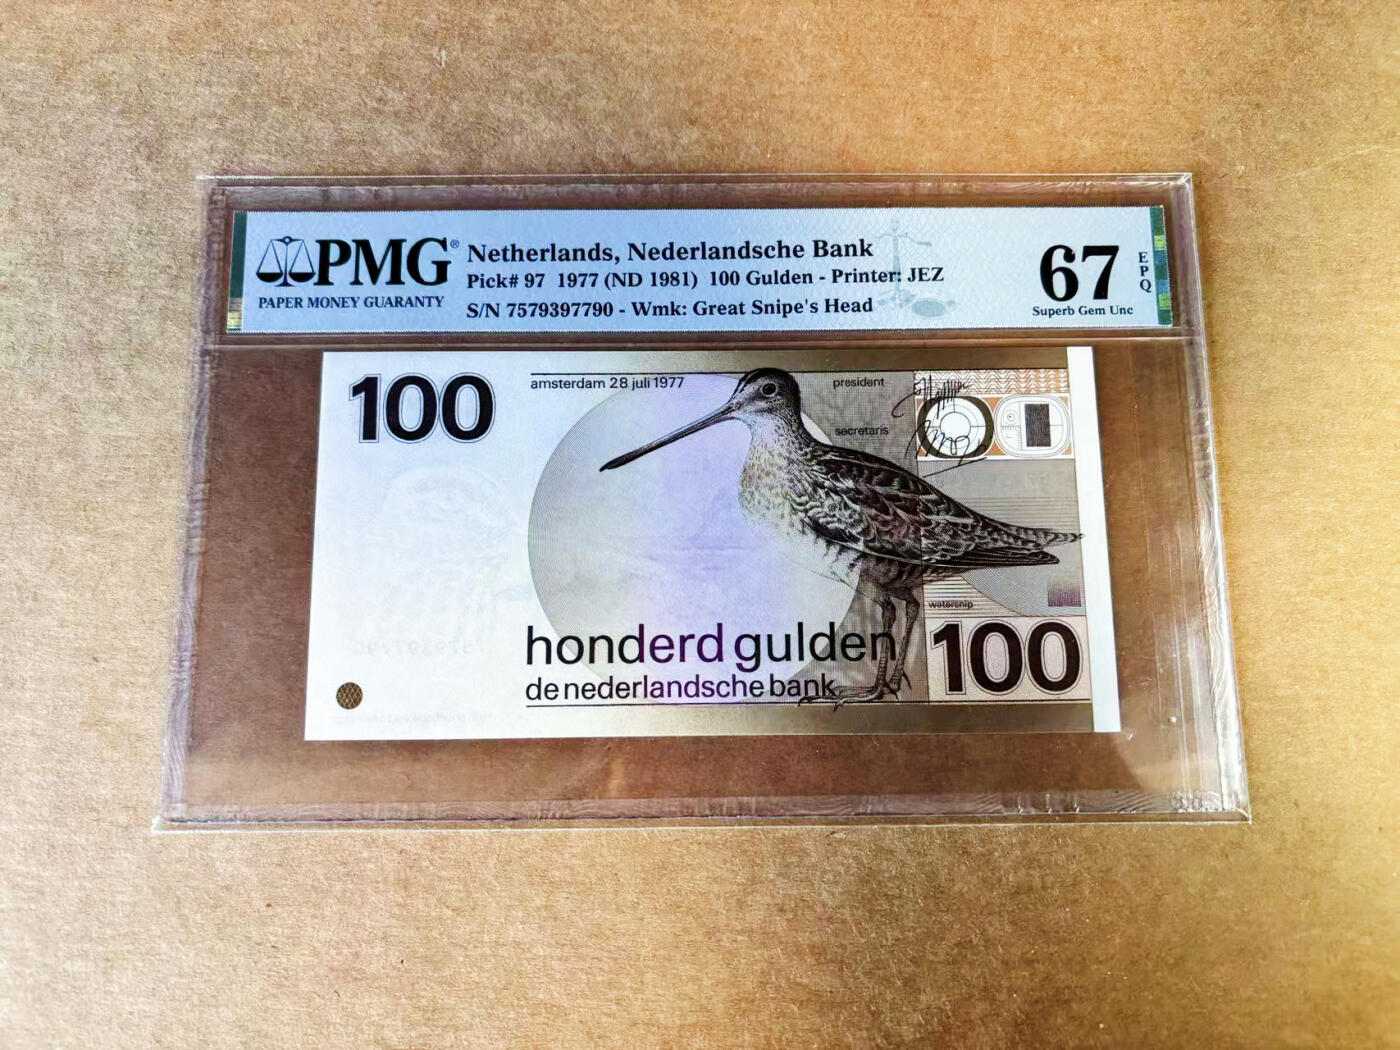 PMG®
PAPER MONEY GUARANTY
Netherlands, Nederlandsche Bank
Pick# 97 1977 (ND 1981) 100 Gulden - Printer: JEZ
S/N 7579397790 - Wmk: Great Snipe's Head
67
EPQ
Superb Gem Unc
100
amsterdam 28 juli 1977
president
secretaris
watersnip
100
honderd gulden
de nederlandsche bank